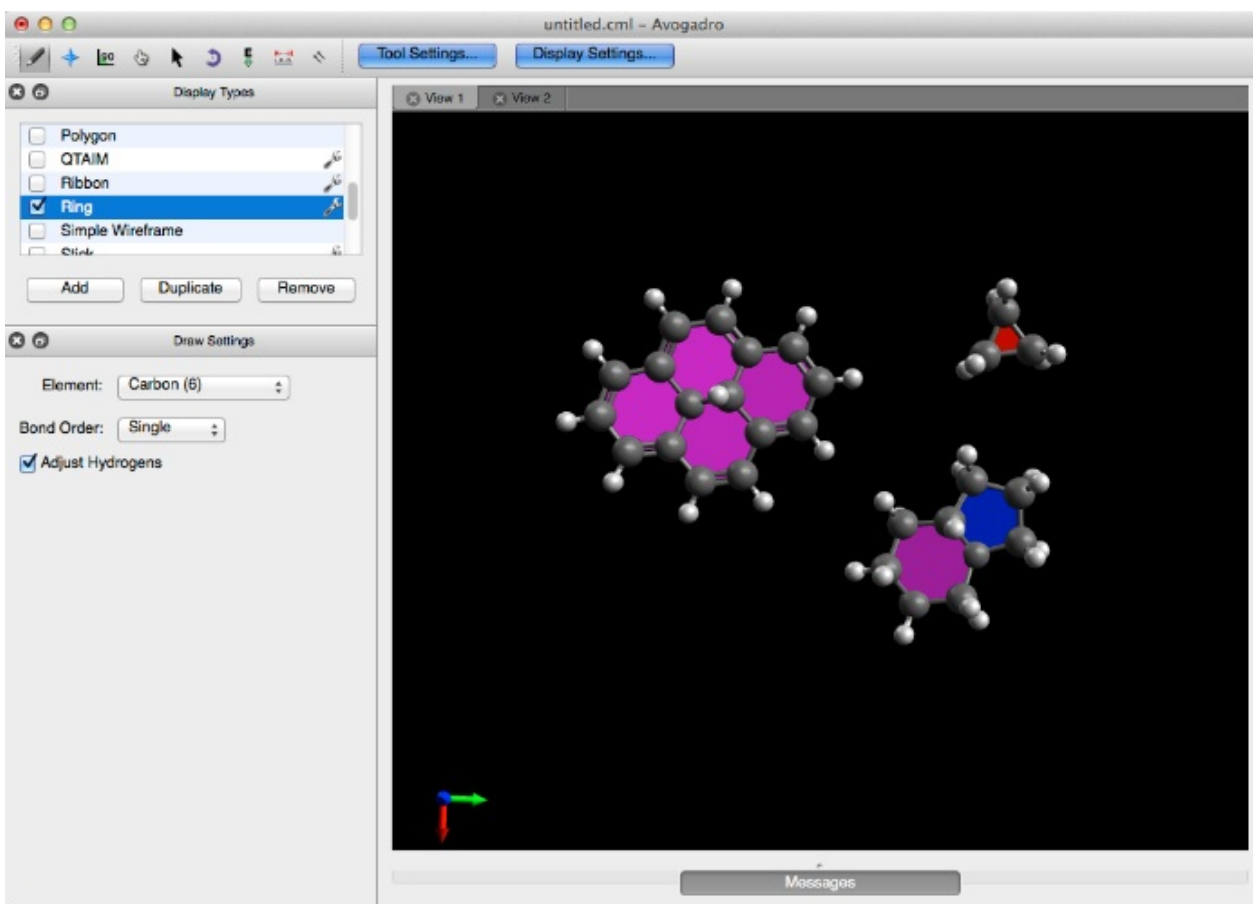 untitled.cml – Avogadro
Tool Settings... Display Settings...
Display Types
View 1 View 2
Polygon
QTAIM
Ribbon
Ring
Simple Wireframe
Stick
Add Duplicate Remove
Draw Settings
Element: Carbon (6)
Bond Order: Single
Adjust Hydrogens
Messages